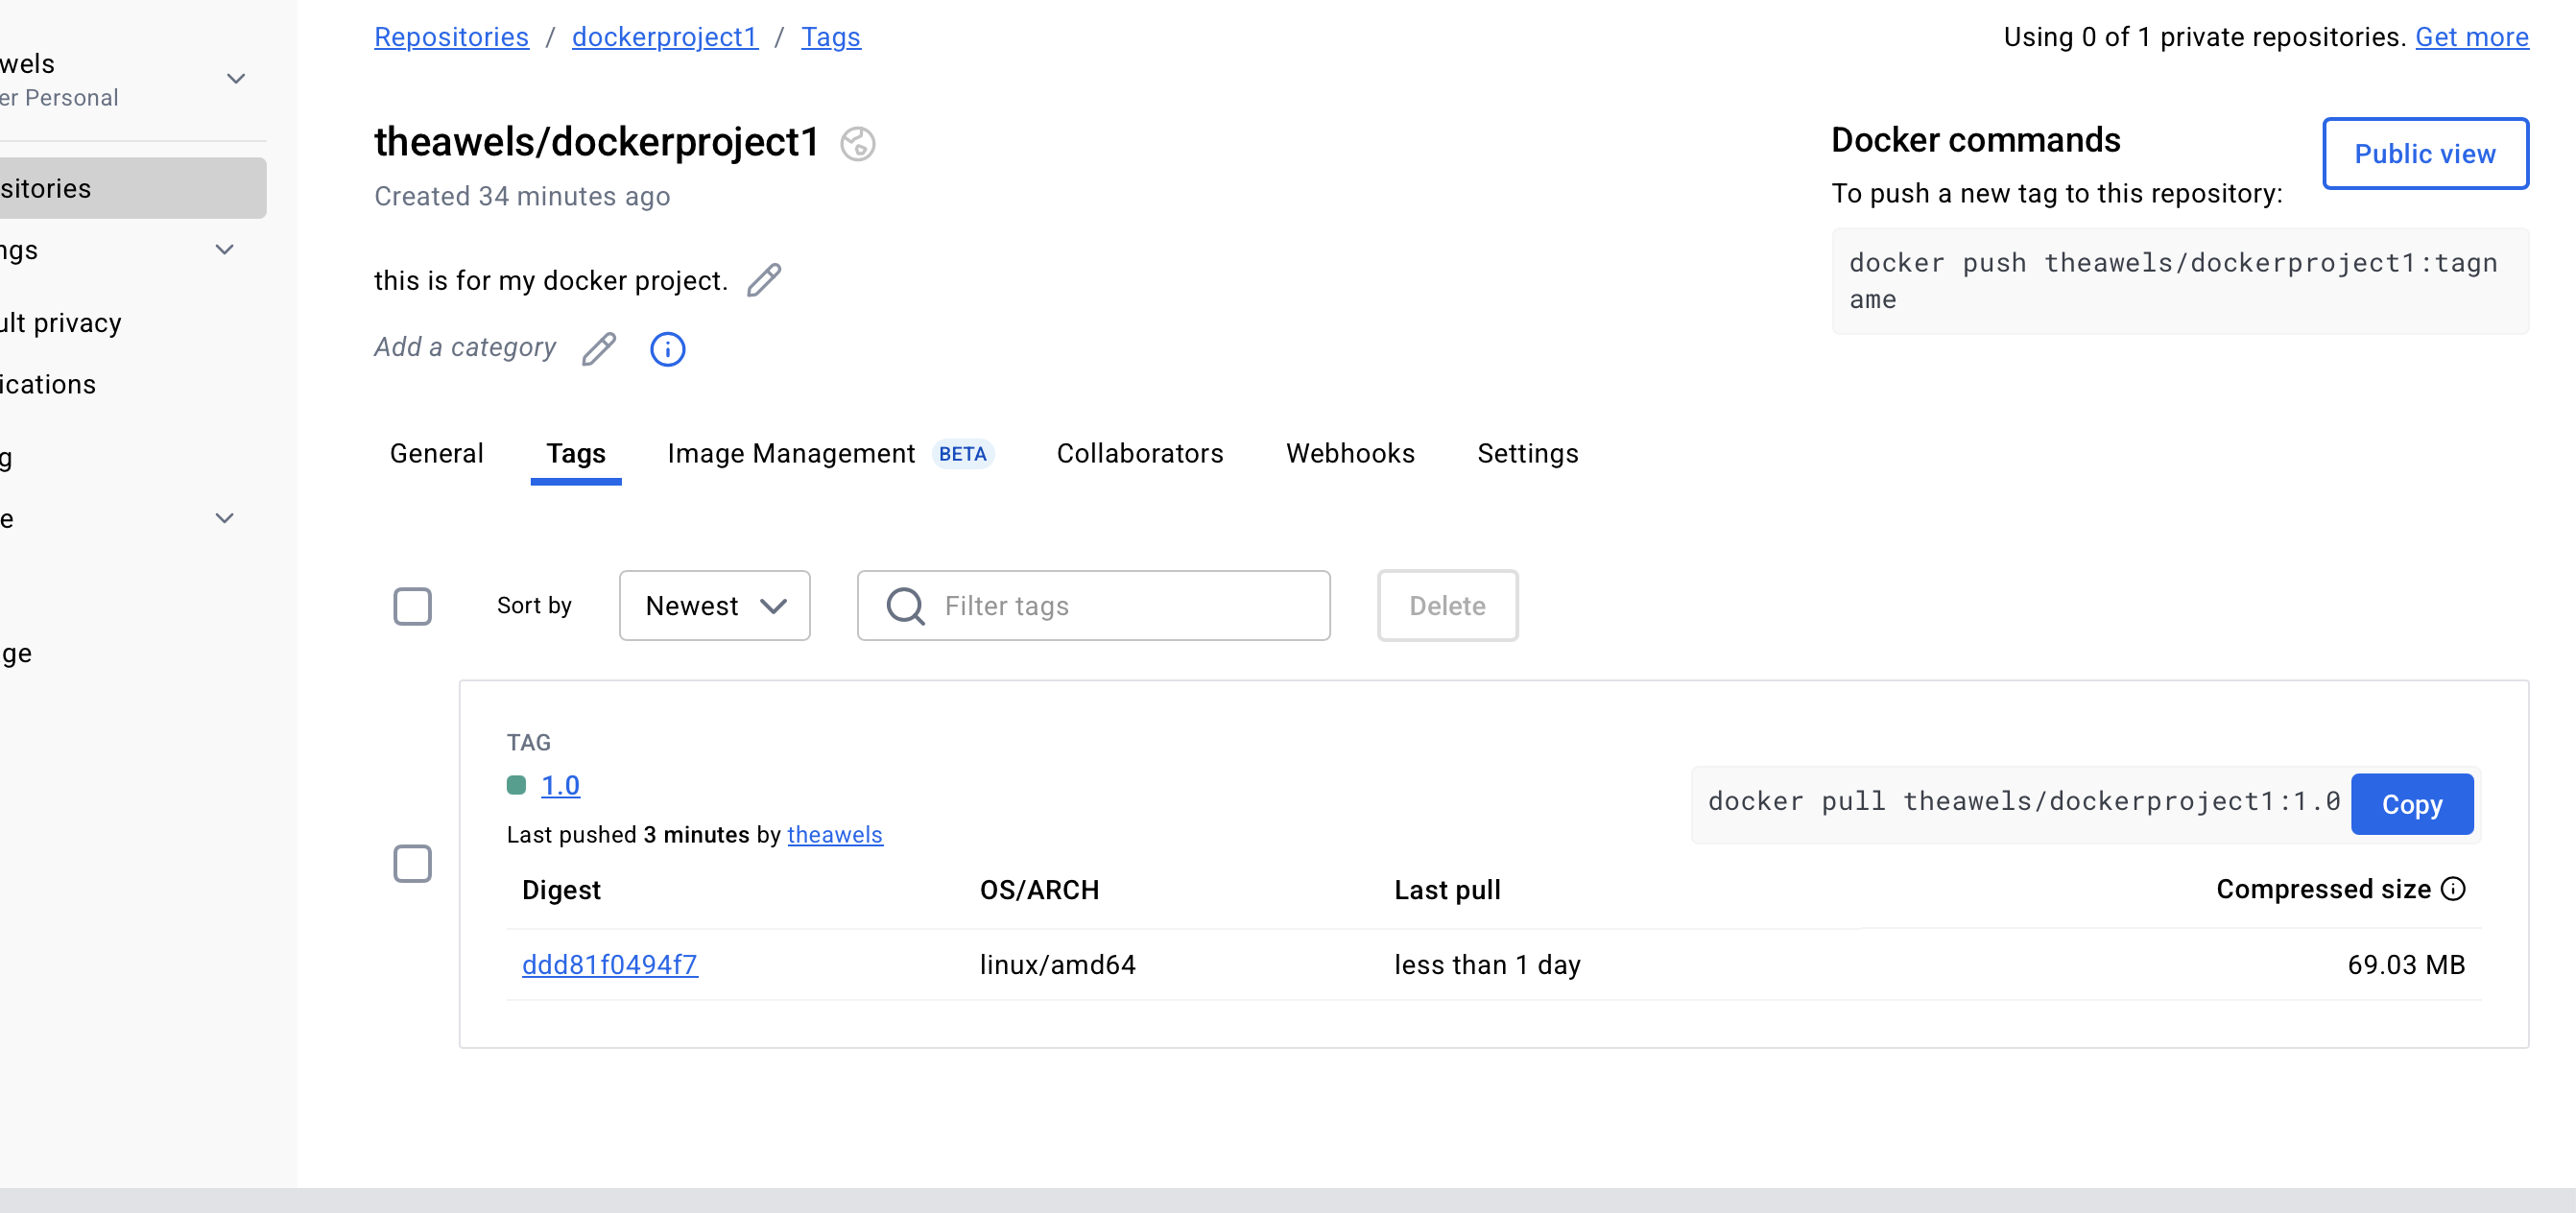 Repositories / dockerproject1 / Tags
Using 0 of 1 private repositories. Get more
wels
er Personal
sitories
ngs
ult privacy
ications
g
e
ge
theawels/dockerproject1
Created 34 minutes ago
this is for my docker project.
Add a category
Docker commands
Public view
To push a new tag to this repository:
docker push theawels/dockerproject1:tagn
ame
General Tags Image Management BETA Collaborators Webhooks Settings
Sort by Newest Filter tags Delete
TAG
1.0
docker pull theawels/dockerproject1:1.0 Copy
Last pushed 3 minutes by theawels
Digest OS/ARCH Last pull Compressed size
ddd81f0494f7 linux/amd64 less than 1 day 69.03 MB